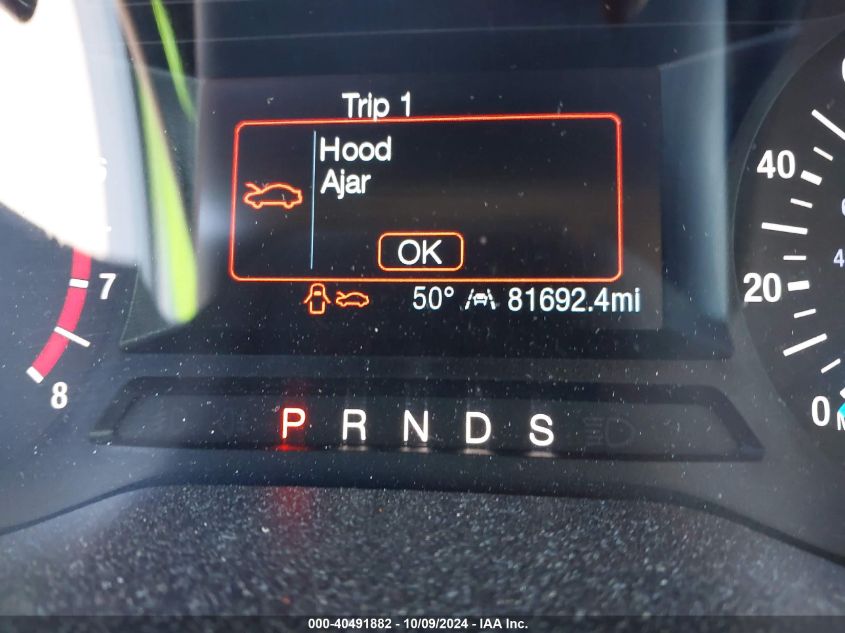 Trip 1
Hood
Ajar
OK
50° 81692.4mi
7
8
40
20
0
P R N D S
000-40491882 - 10/09/2024 - IAA Inc.